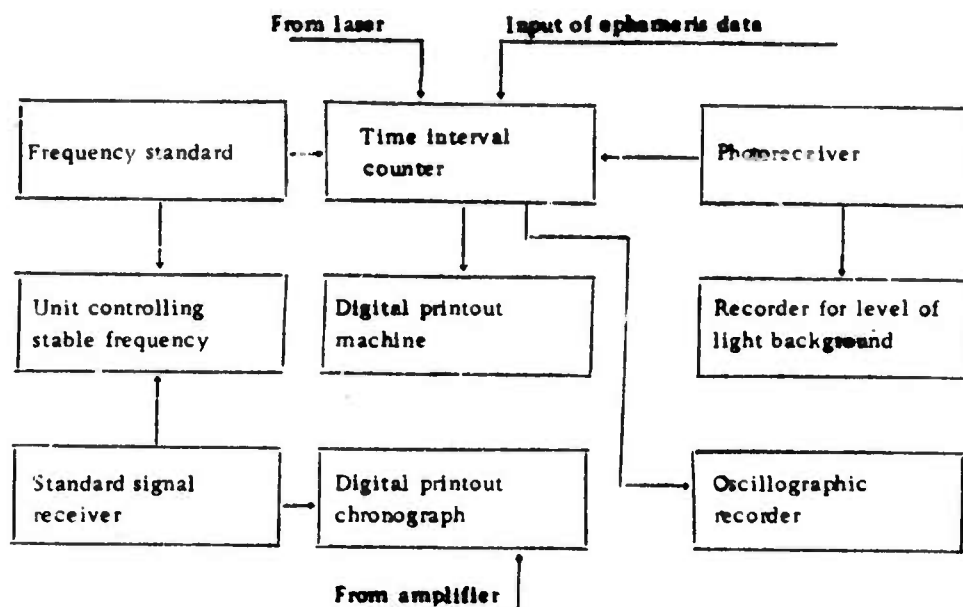 From laser
Input of ephemeris data
Frequency standard
Time interval
counter
Photoreceiver
Unit controlling
stable frequency
Digital printout
machine
Recorder for level of
light background
Standard signal
receiver
Digital printout
chronograph
Oscillographic
recorder
From amplifier